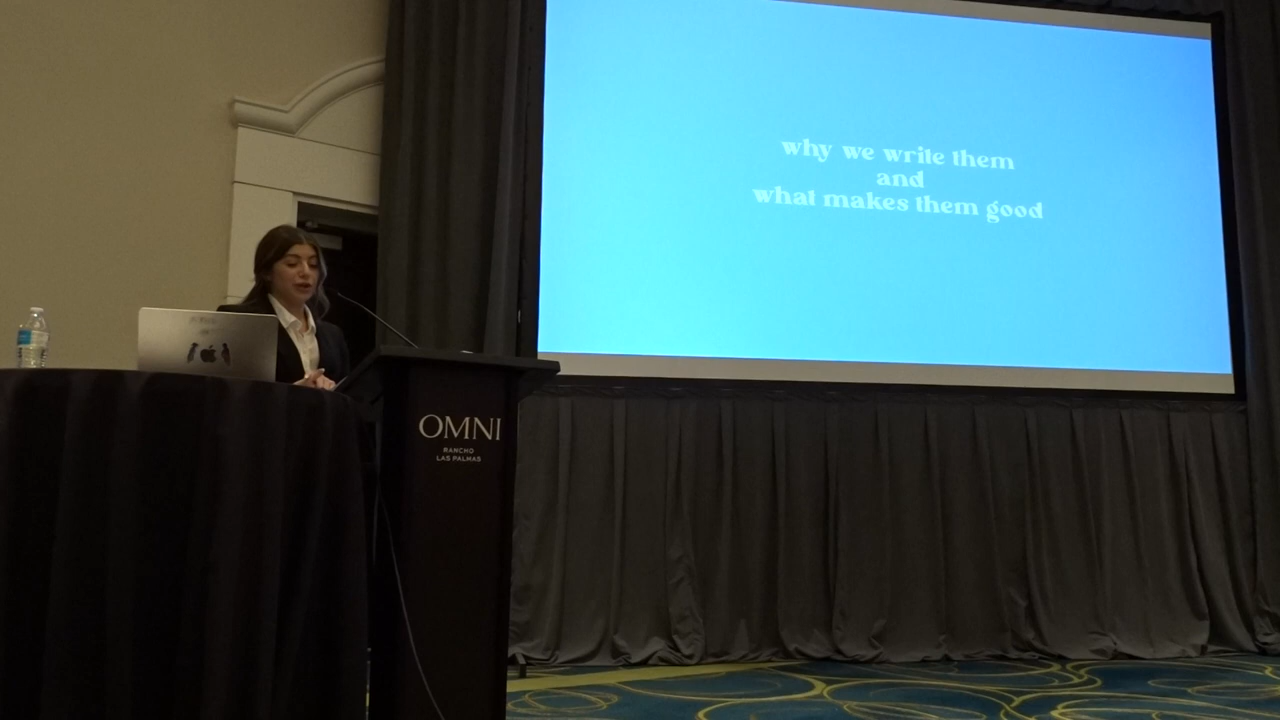 why we write them
and
what makes them good
OMNI
RANCHO
LAS PALMAS